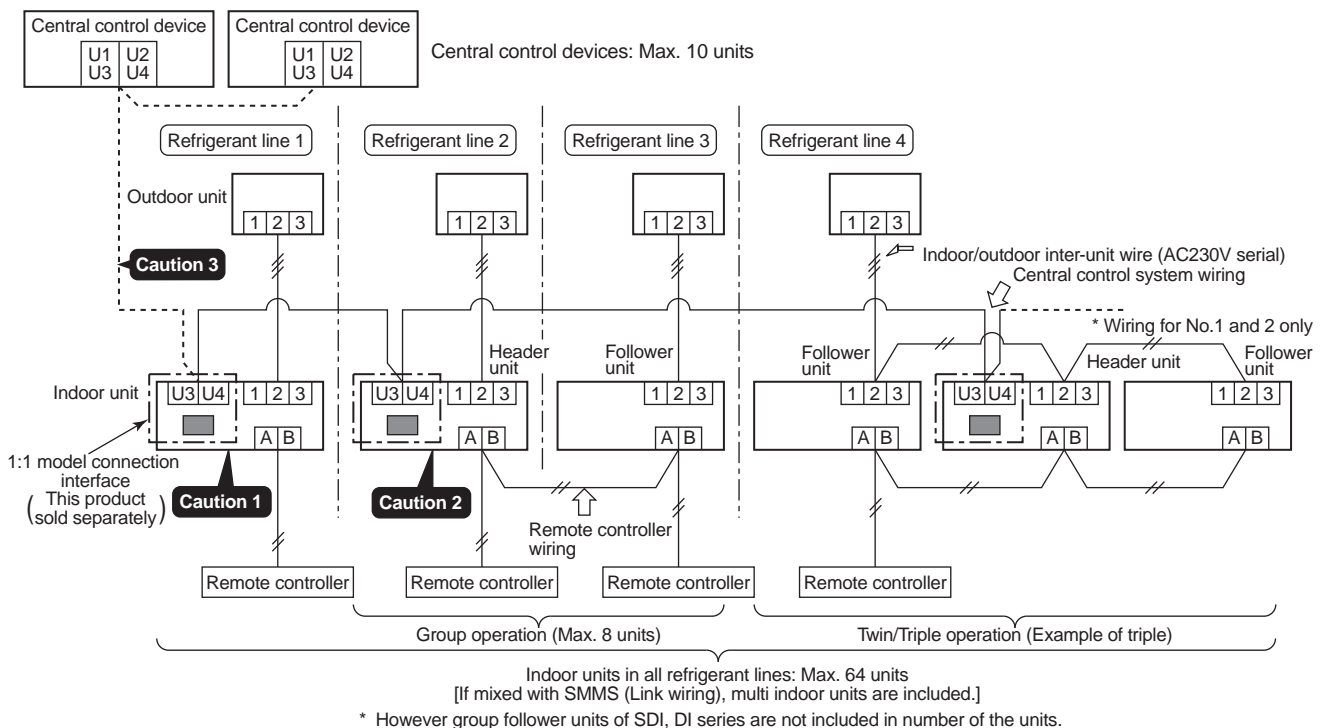 Central control device
U1 U2
U3 U4
Central control device
U1 U2
U3 U4
Central control devices: Max. 10 units
Refrigerant line 1
Refrigerant line 2
Refrigerant line 3
Refrigerant line 4
Outdoor unit
1 2 3
1 2 3
1 2 3
1 2 3
Caution 3
Indoor/outdoor inter-unit wire (AC230V serial)
Central control system wiring
* Wiring for No.1 and 2 only
Header
unit
Follower
unit
Follower
unit
Header unit
Follower
unit
Indoor unit
U3 U4
1 2 3
U3 U4
1 2 3
1 2 3
1 2 3
U3 U4
1 2 3
1 2 3
A B
A B
A B
A B
A B
A B
1:1 model connection
interface
(This product
sold separately)
Caution 1
Caution 2
Remote controller
wiring
Remote controller
Remote controller
Remote controller
Remote controller
Group operation (Max. 8 units)
Twin/Triple operation (Example of triple)
Indoor units in all refrigerant lines: Max. 64 units
[If mixed with SMMS (Link wiring), multi indoor units are included.]
* However group follower units of SDI, DI series are not included in number of the units.